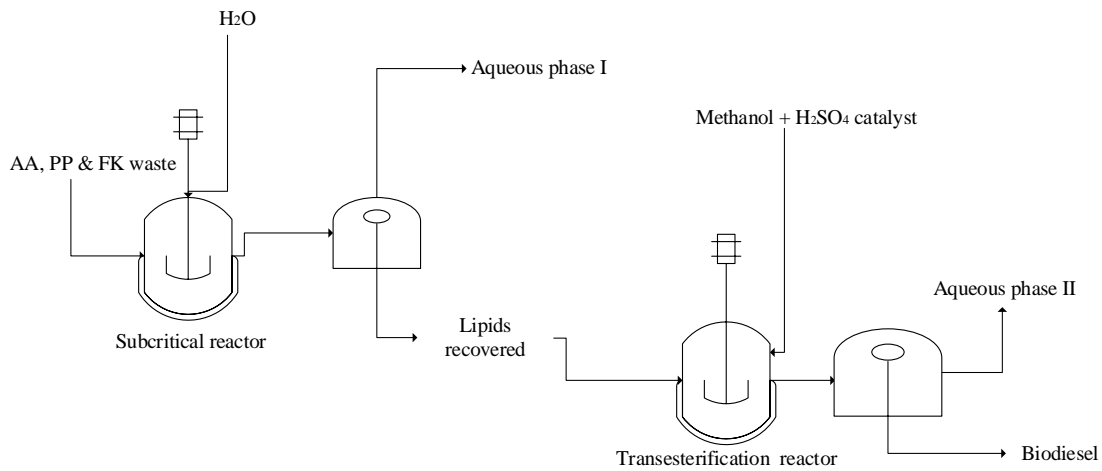 H₂O
Aqueous phase I
Methanol + H₂SO₄ catalyst
AA, PP & FK waste
Aqueous phase II
Subcritical reactor
Lipids
recovered
Transesterification reactor
Biodiesel